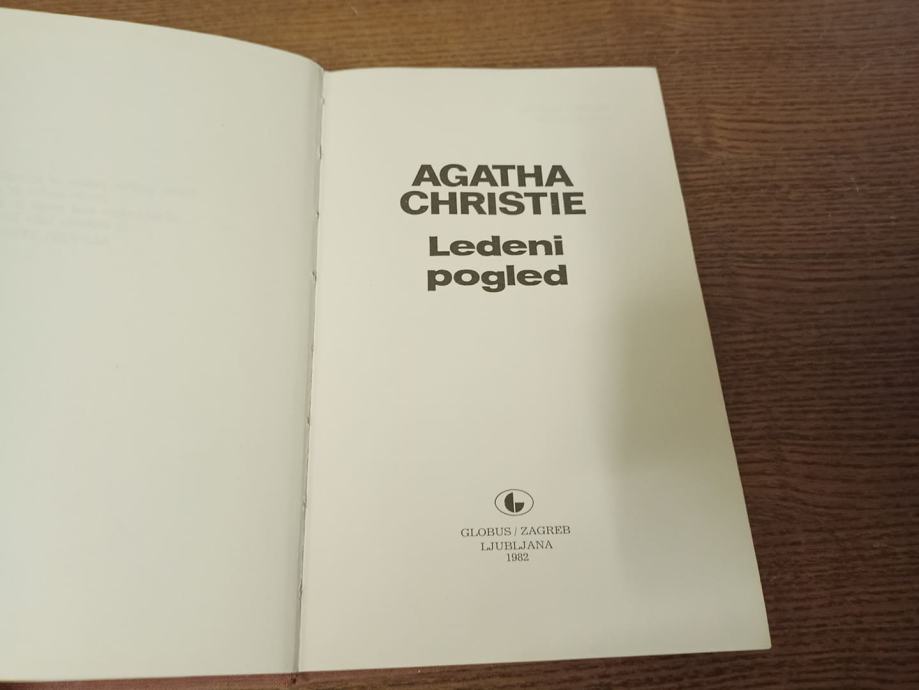 AGATHA
CHRISTIE
Ledeni
pogled
GLOBUS / ZAGREB
LJUBLJANA
1982